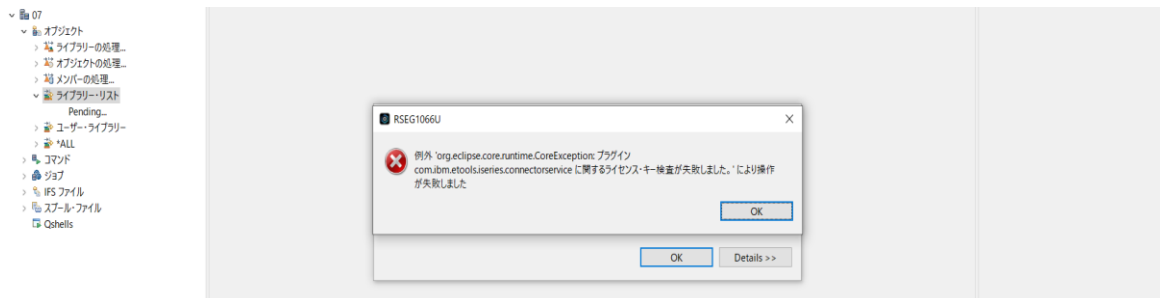 07
オブジェクト
ライブラリーの処理...
オブジェクトの処理...
メンバーの処理...
ライブラリー・リスト
Pending...
ユーザー・ライブラリー
*ALL
コマンド
ジョブ
IFS ファイル
スプール・ファイル
Qshells
RSEG1066U
例外 'org.eclipse.core.runtime.CoreException: プラグイン
com.ibm.etools.iseries.connectorservice に関するライセンス・キー検査が失敗しました。' により操作
が失敗しました
OK
OK
Details >>